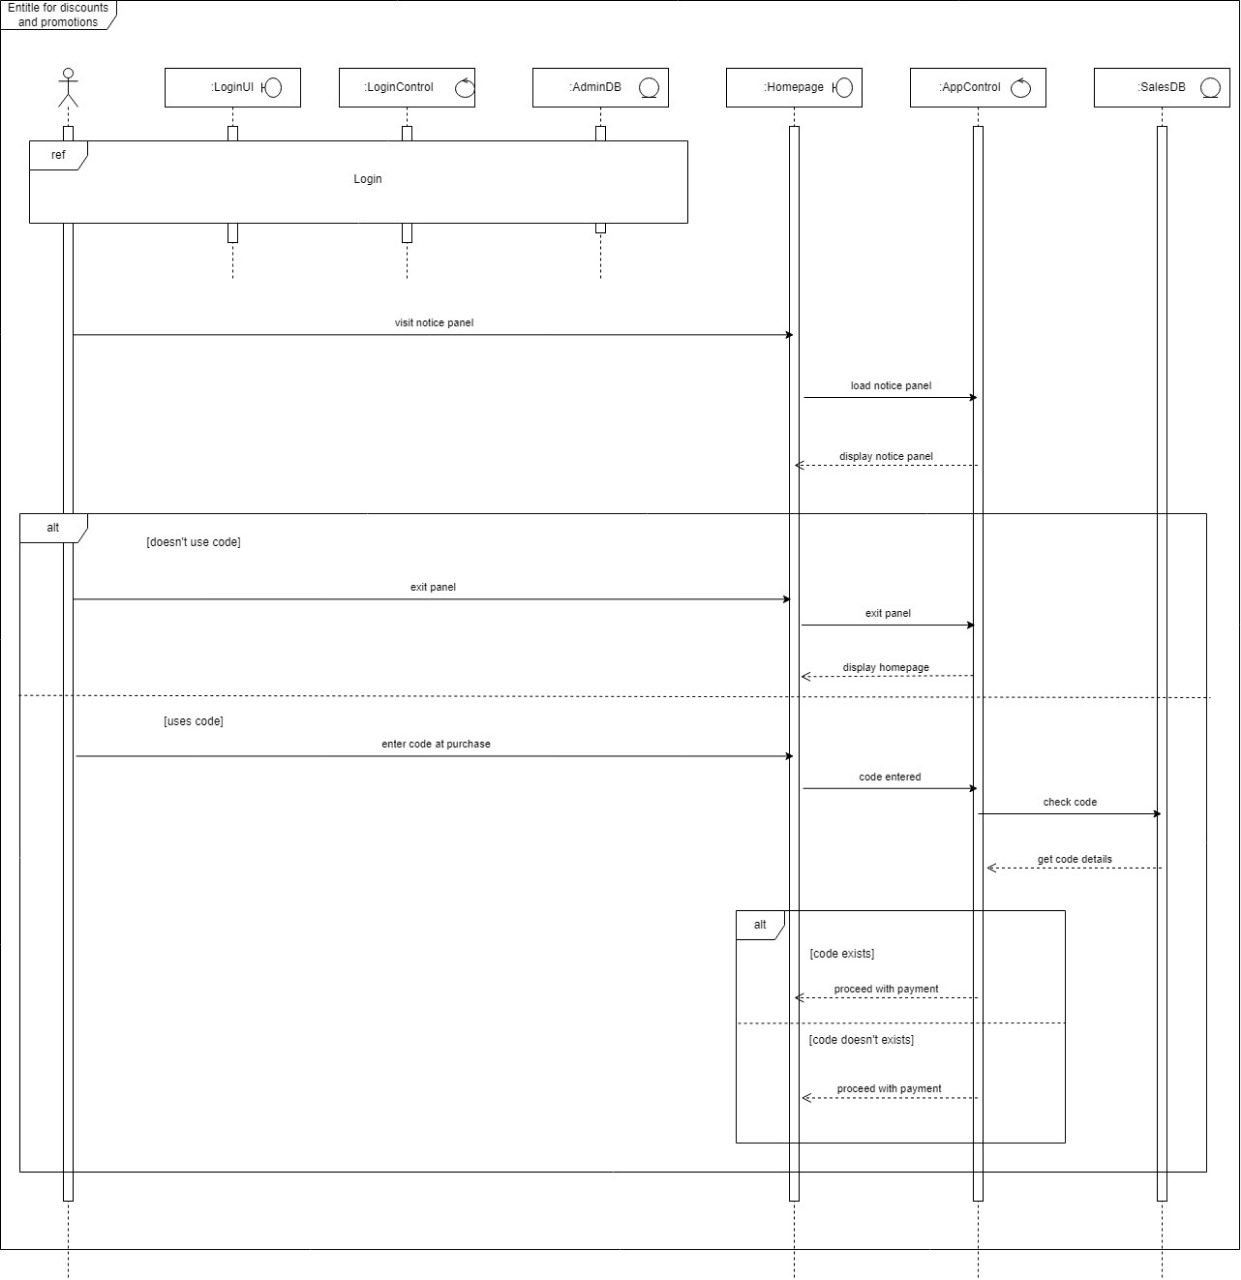 Entitle for discounts
and promotions
:LoginUI
:LoginControl
:AdminDB
:Homepage
:AppControl
:SalesDB
ref
Login
visit notice panel
load notice panel
display notice panel
alt
[doesn't use code]
exit panel
exit panel
display homepage
[uses code]
enter code at purchase
code entered
check code
get code details
alt
[code exists]
proceed with payment
[code doesn't exists]
proceed with payment